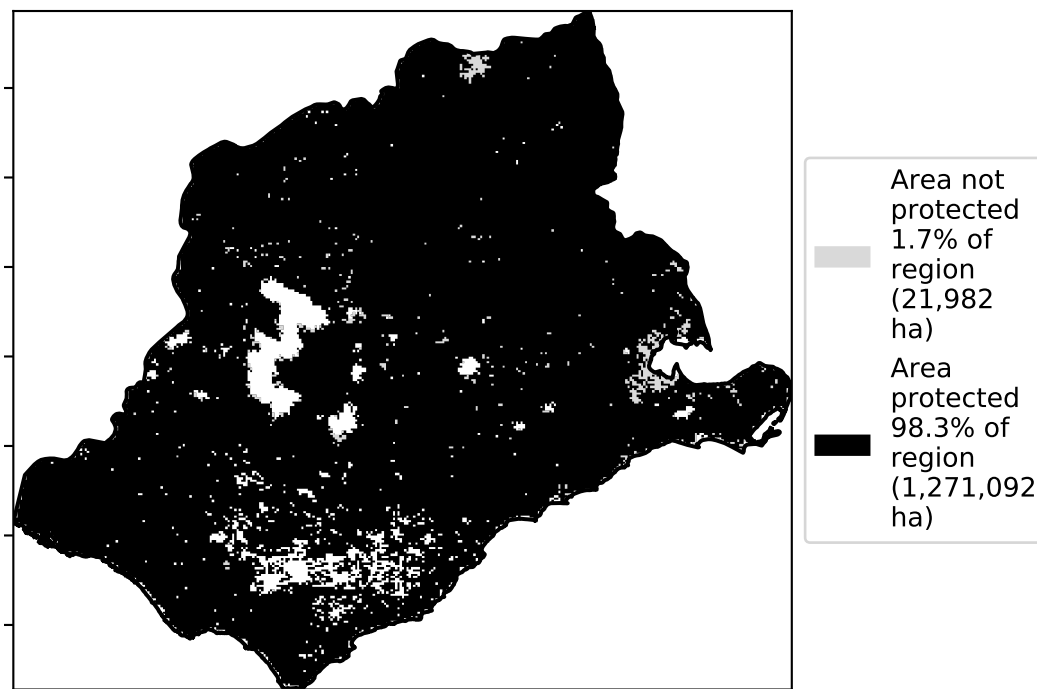 Area not
protected
1.7% of
region
(21,982
ha)
Area
protected
98.3% of
region
(1,271,092
ha)